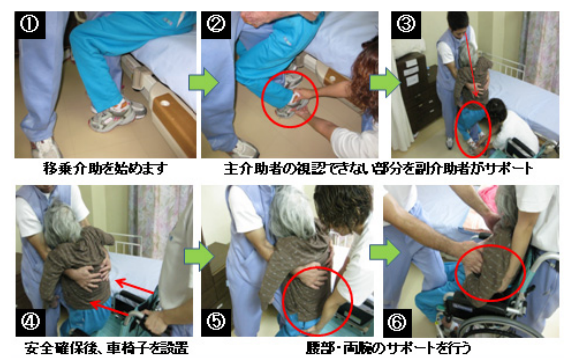 ①
②
③
移乗介助を始めます
主介助者の視認できない部分を副介助者がサポート
④
⑤
⑥
安全確保後、車椅子を設置
腰部・両腕のサポートを行う